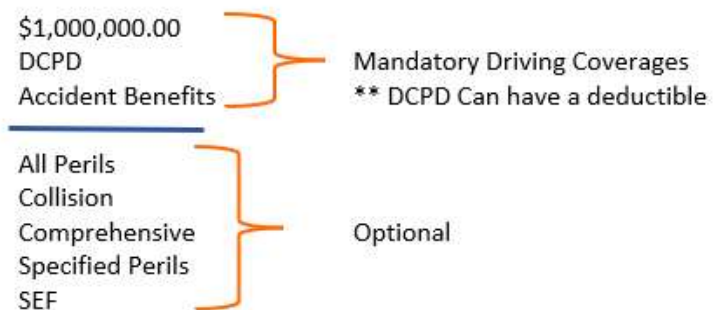 $1,000,000.00
DCPD
Accident Benefits
Mandatory Driving Coverages
** DCPD Can have a deductible
All Perils
Collision
Comprehensive
Specified Perils
SEF
Optional